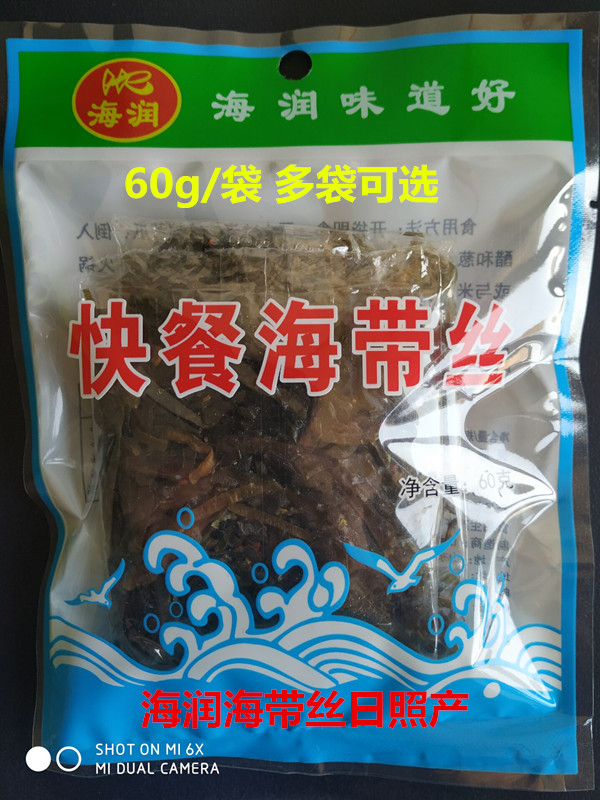 海润
海润味道好
60g/袋 多袋可选
快餐海带丝
净含量: 60克
海润海带丝日照产
SHOT ON MI 6X
MI DUAL CAMERA